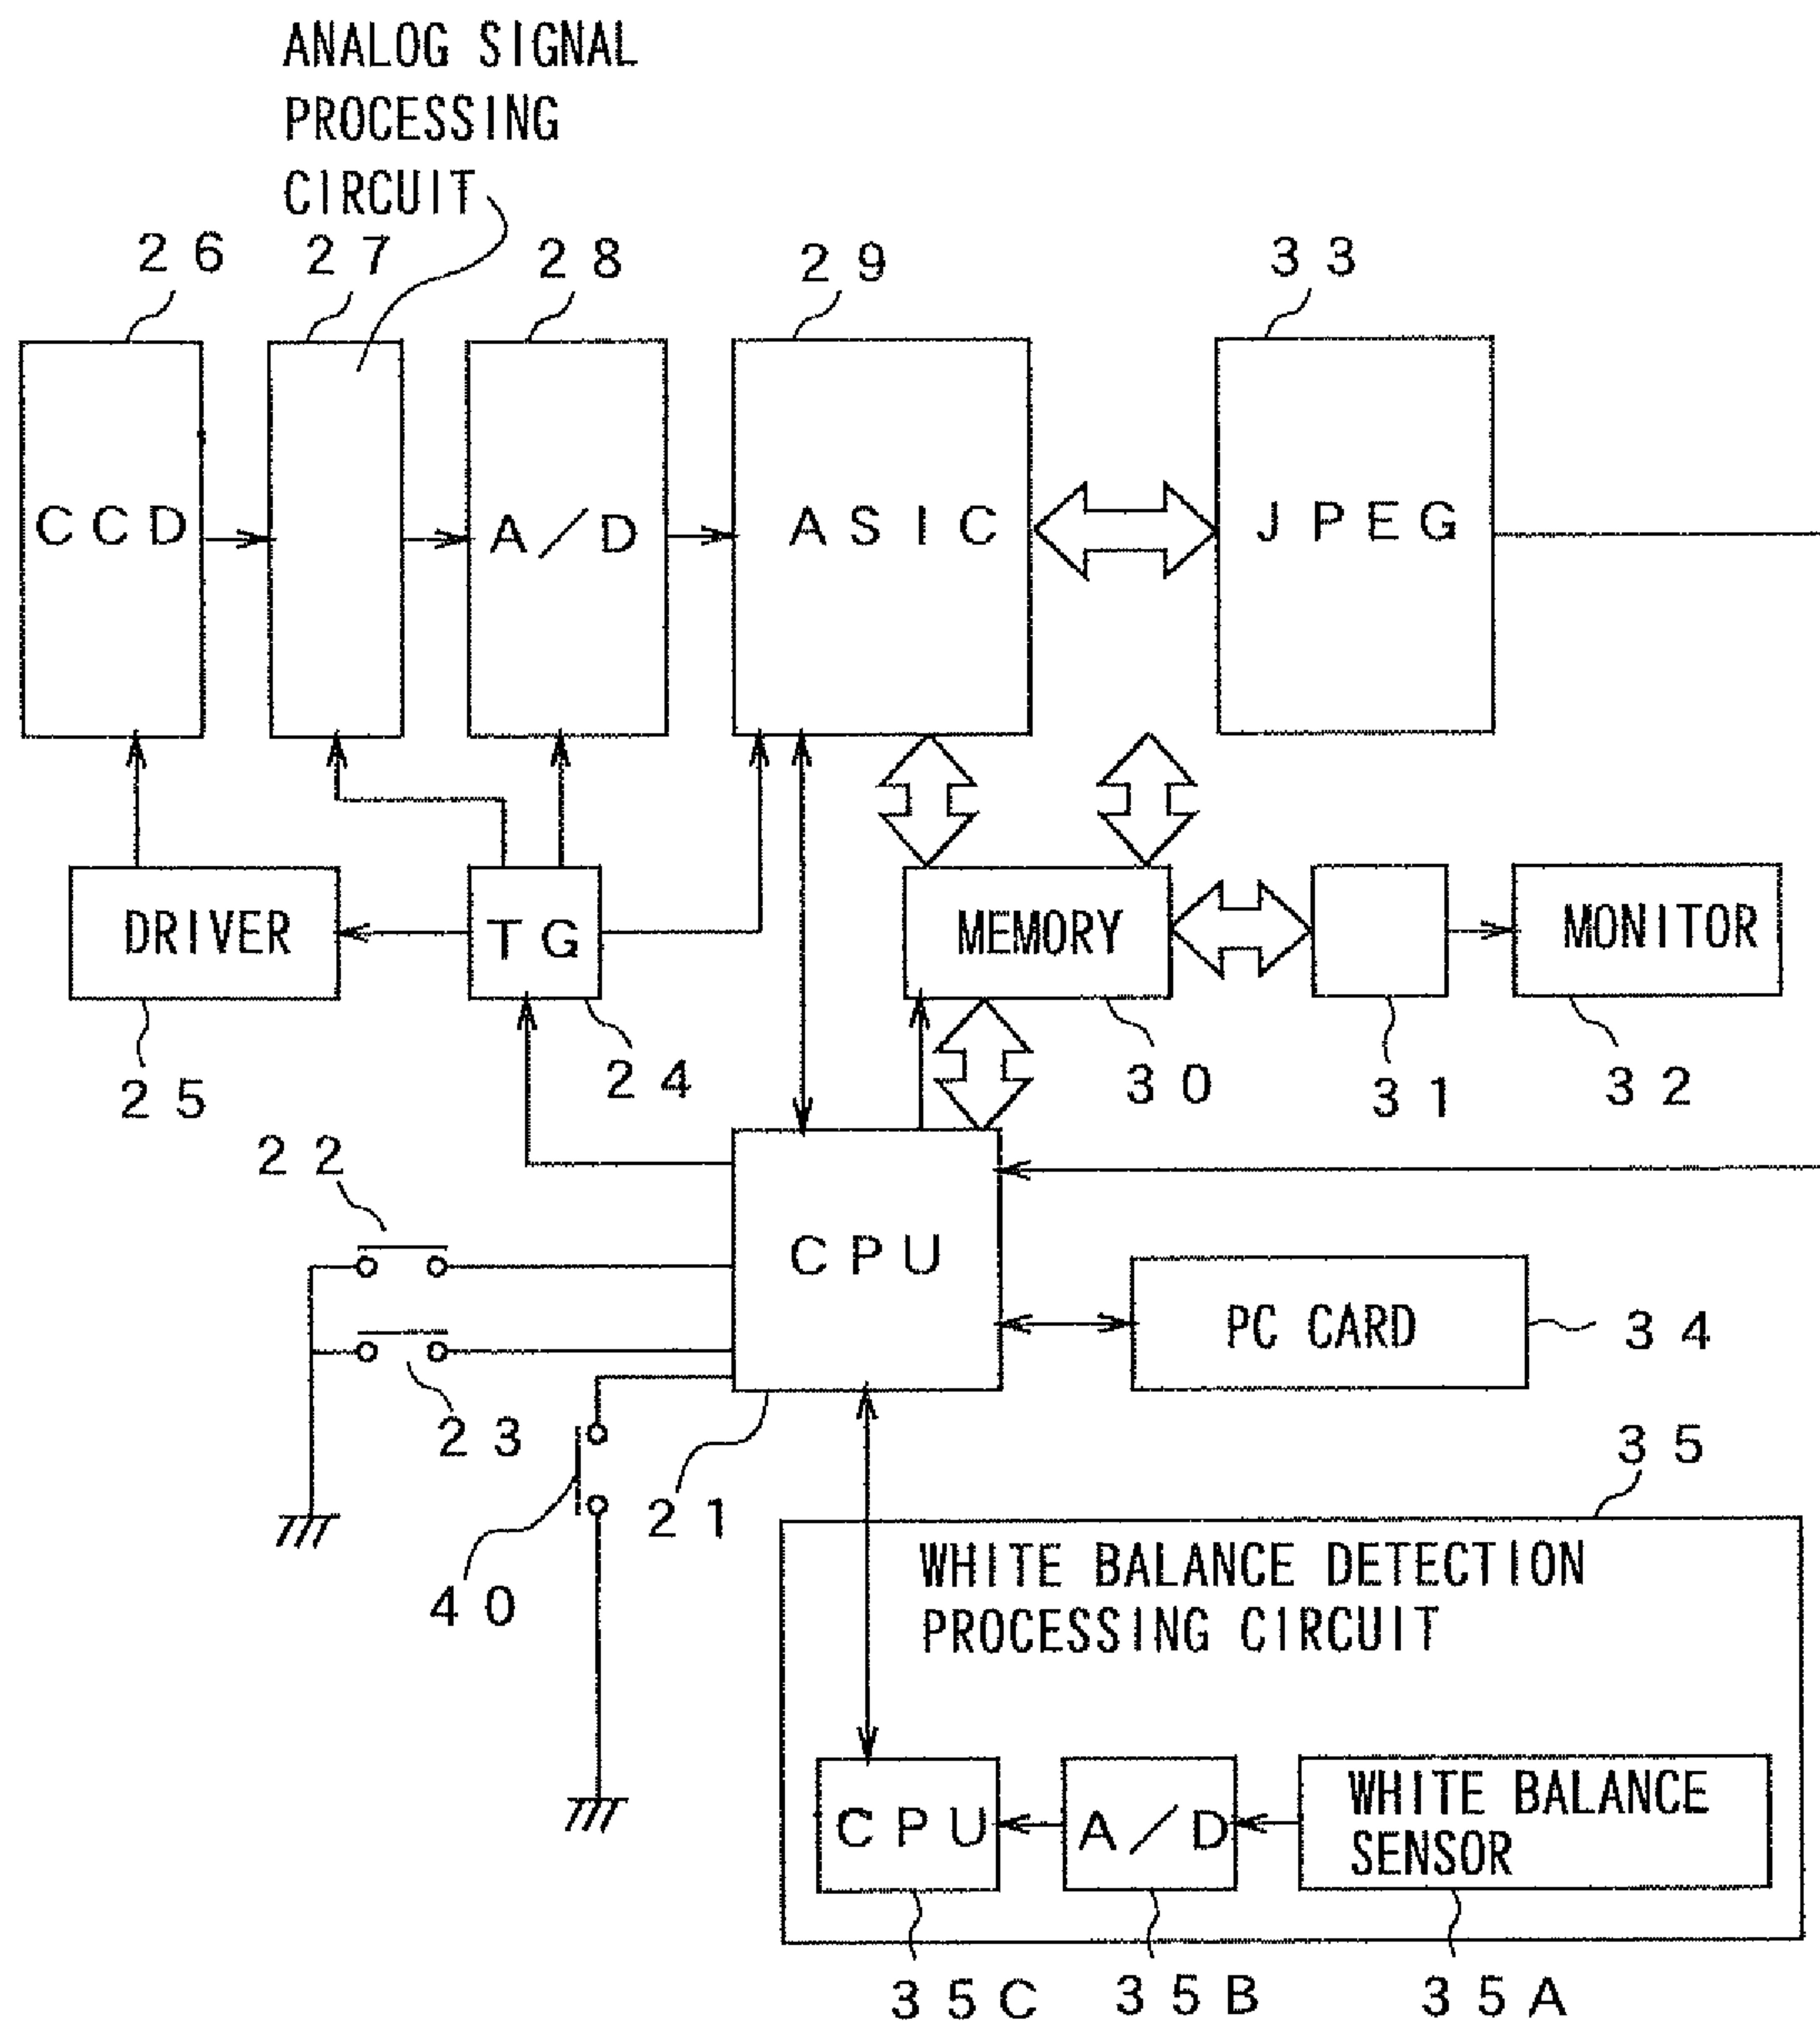 ANALOG SIGNAL
PROCESSING
CIRCUIT
26
27
28
29
33
CCD
A/D
ASIC
JPEG
DRIVER
TG
MEMORY
MONITOR
25
24
30
31
32
22
CPU
PC CARD
34
23
21
40
35
WHITE BALANCE DETECTION
PROCESSING CIRCUIT
CPU
A/D
WHITE BALANCE
SENSOR
35C
35B
35A